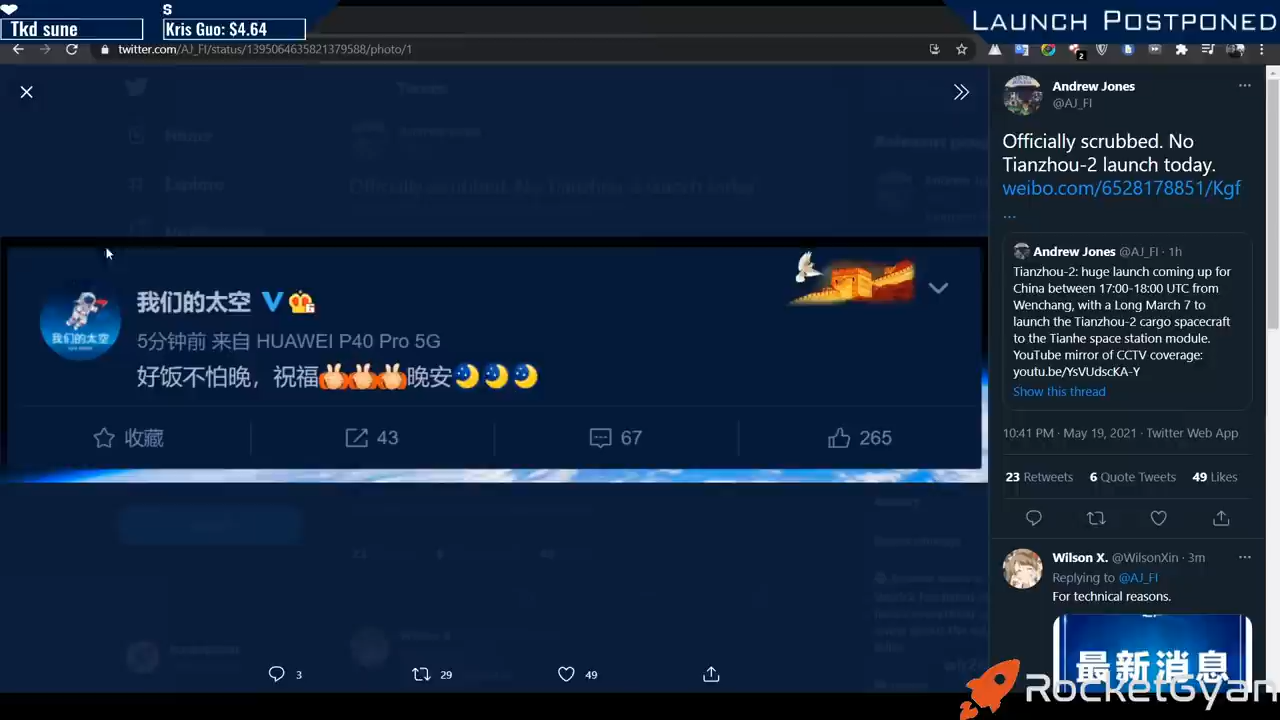 Tkd sune
S
Kris Guo: $4.64
Launch Postponed
twitter.com/AJ_FI/status/1395064635821379588/photo/1
2
Andrew Jones
@AJ_FI
Officially scrubbed. No
Tianzhou-2 launch today.
weibo.com/6528178851/Kgf
...
Andrew Jones @AJ_FI · 1h
Tianzhou-2: huge launch coming up for
China between 17:00-18:00 UTC from
Wenchang, with a Long March 7 to
launch the Tianzhou-2 cargo spacecraft
to the Tianhe space station module.
YouTube mirror of CCTV coverage:
youtu.be/YsVUdscKA-Y
Show this thread
10:41 PM · May 19, 2021 · Twitter Web App
23 Retweets 6 Quote Tweets 49 Likes
Wilson X. @WilsonXin · 3m
Replying to @AJ_FI
For technical reasons.
最新消息
我们的太空
我们的太空
5分钟前 来自 HUAWEI P40 Pro 5G
好饭不怕晚，祝福晚安
收藏 43 67 265
3 29 49
RocketGyan